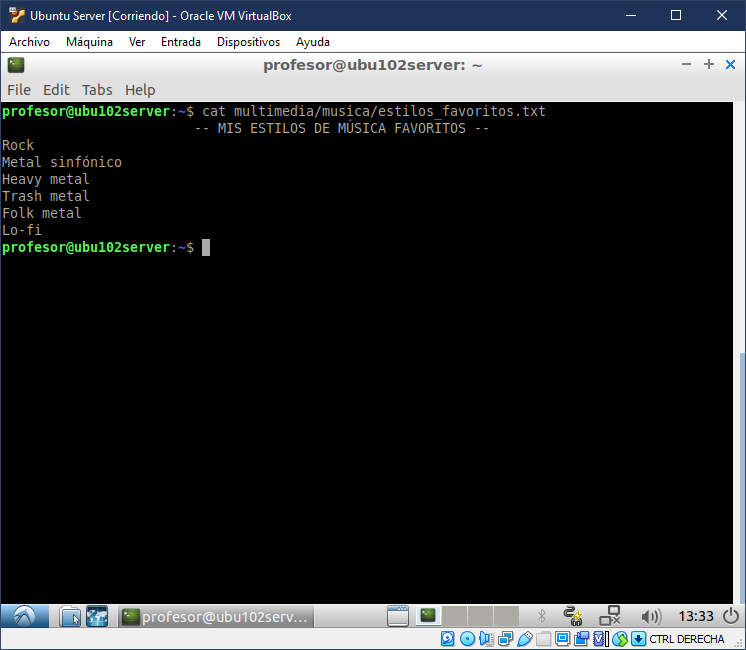 Ubuntu Server [Corriendo] - Oracle VM VirtualBox
Archivo Máquina Ver Entrada Dispositivos Ayuda
profesor@ubu102server: ~
File Edit Tabs Help
profesor@ubu102server:~$ cat multimedia/musica/estilos_favoritos.txt
-- MIS ESTILOS DE MÚSICA FAVORITOS --
Rock
Metal sinfónico
Heavy metal
Trash metal
Folk metal
Lo-fi
profesor@ubu102server:~$
profesor@ubu102serv... 13:33
CTRL DERECHA